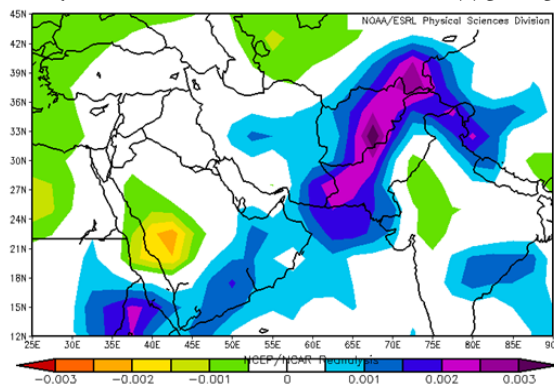 NOAA/ESRL Physical Sciences Division
45N
42N
39N
36N
33N
30N
27N
24N
21N
18N
15N
12N
25E 30E 35E 40E 45E 50E 55E 60E 65E 70E 75E 80E 85E 90E
NCEP/NCAR Reanalysis
-0.003 -0.002 -0.001 0 0.001 0.002 0.003